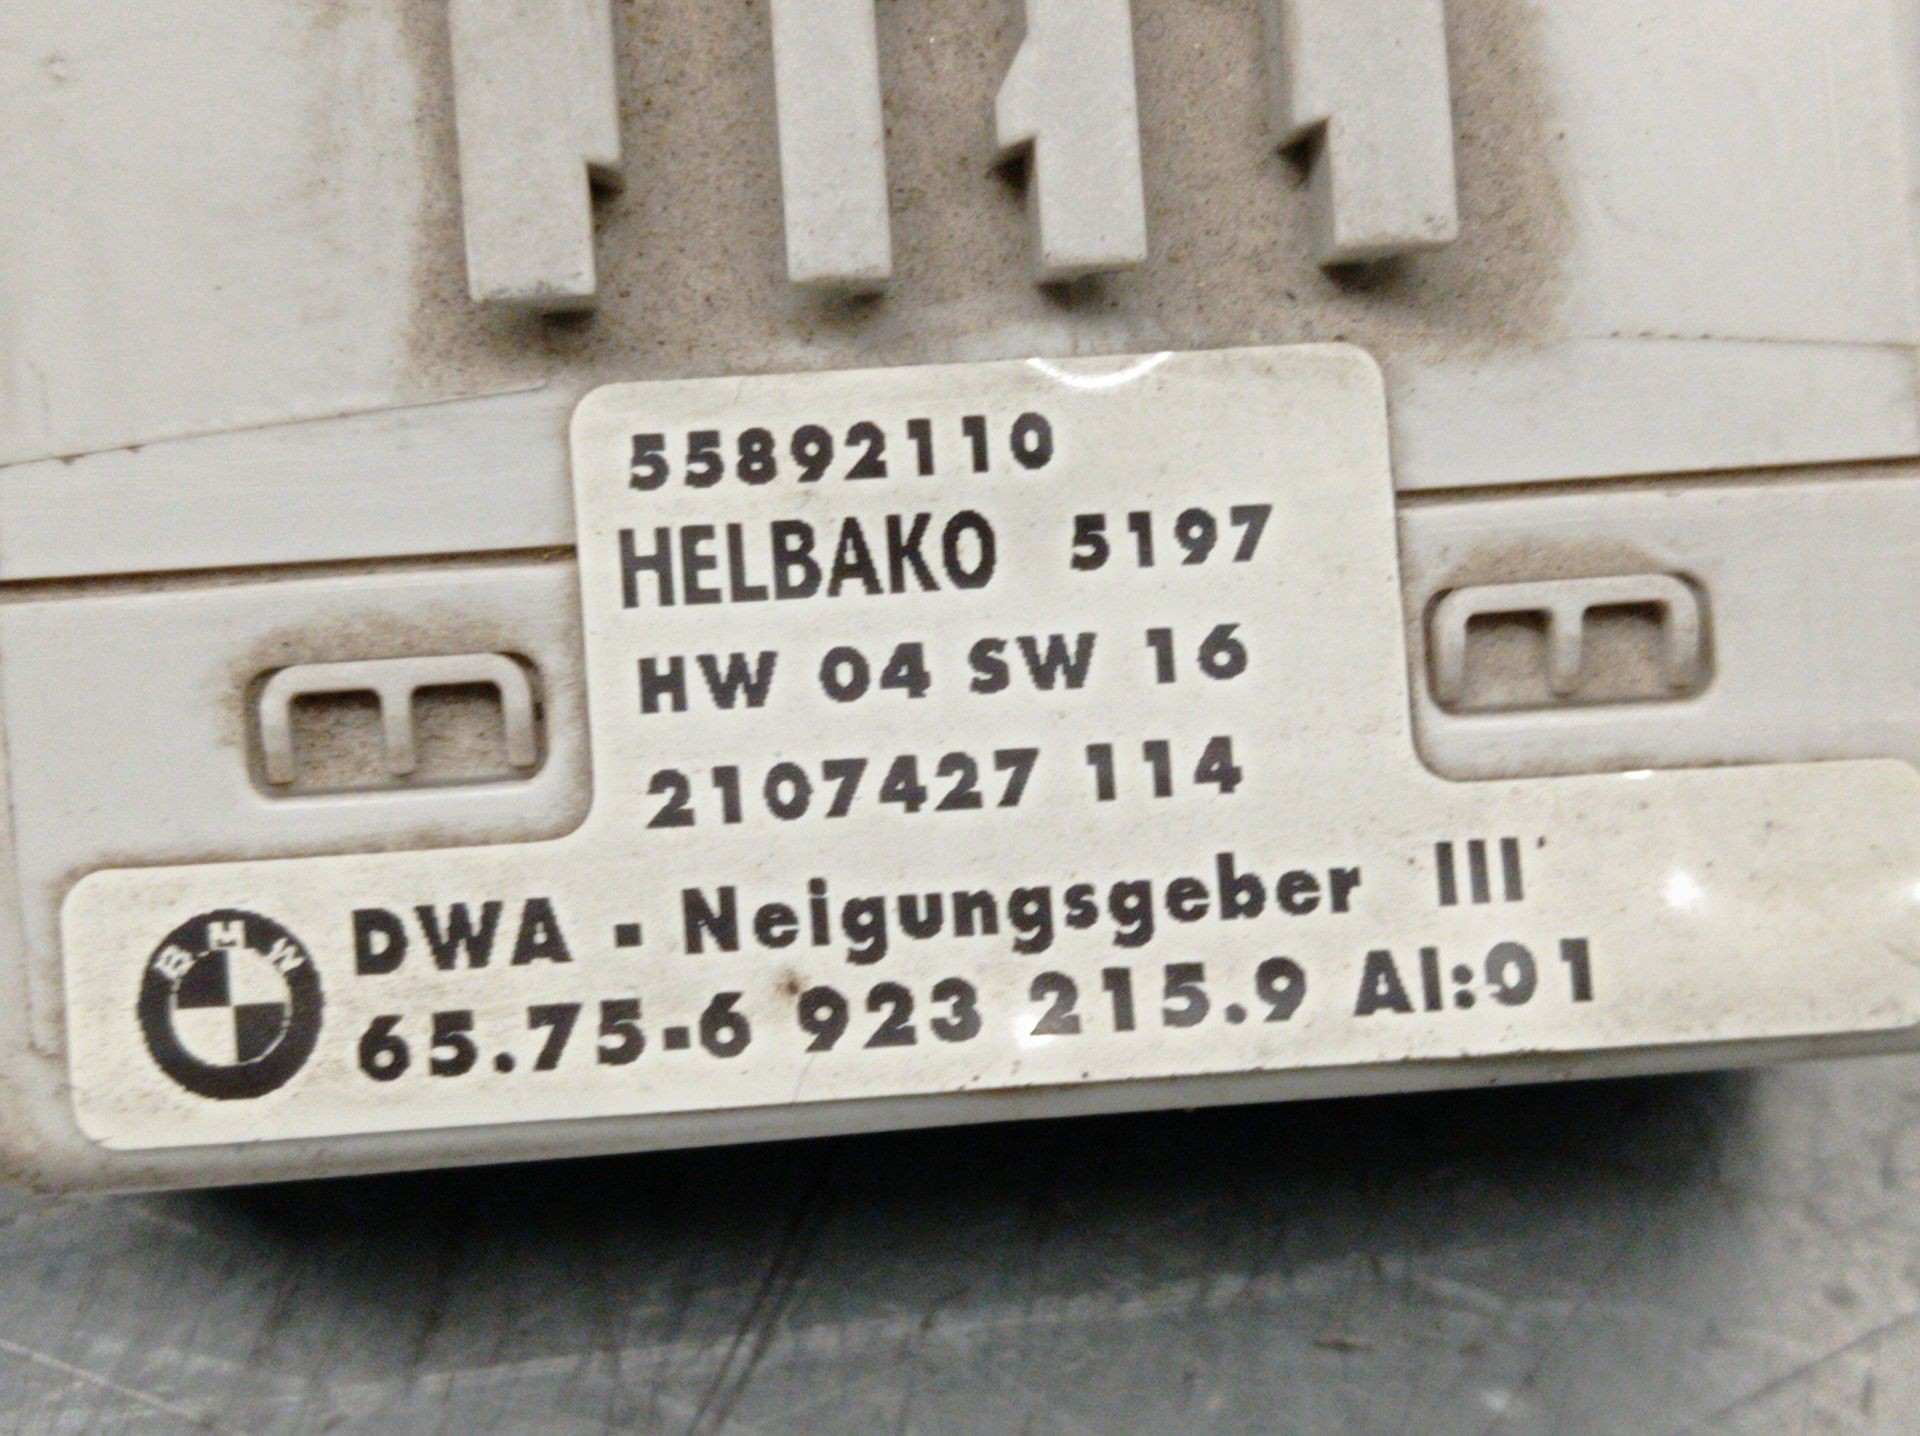 55892110
HELBAKO 5197
HW 04 SW 16
2107427 114
BMW
DWA - Neigungsgeber III
65.75-6 923 215.9 AI:01